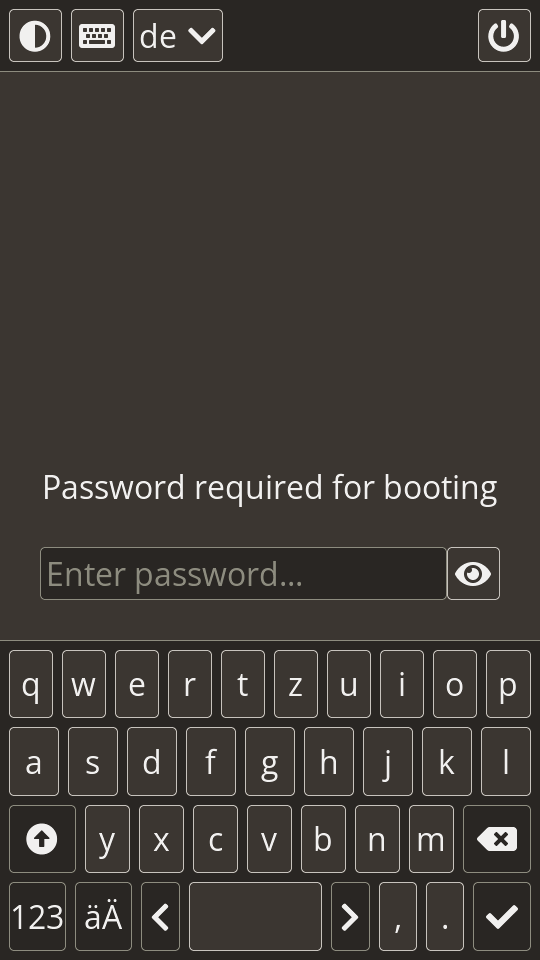 de
Password required for booting
Enter password...
q w e r t z u i o p
a s d f g h j k l
y x c v b n m
123 äÄ , .